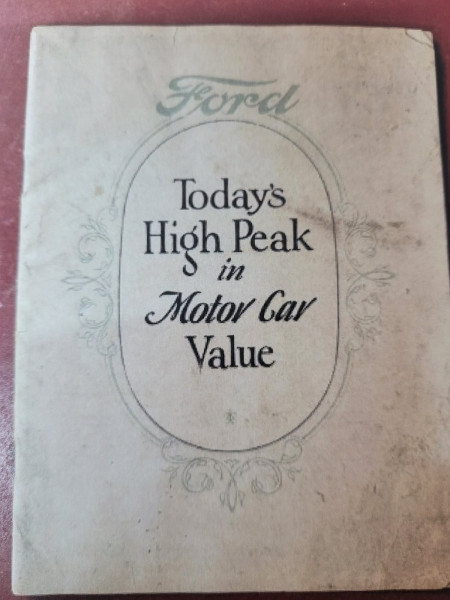 Ford
Today's
High Peak
in
Motor Car
Value